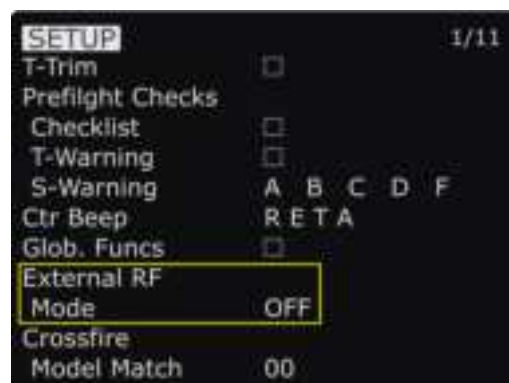 SETUP 1/11
T-Trim
Prefilght Checks
Checklist
T-Warning
S-Warning A B C D F
Ctr Beep R E T A
Glob. Funcs
External RF
Mode OFF
Crossfire
Model Match 00